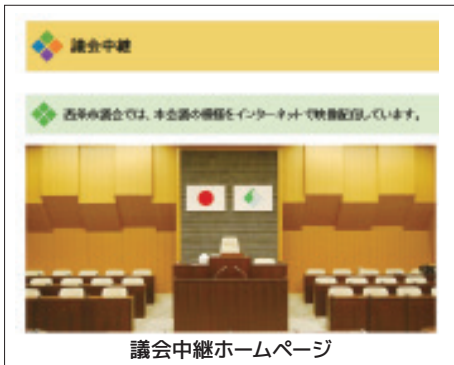 議会中継
西条市議会では、本会議の模様をインターネットで映像配信しています。
議会中継ホームページ